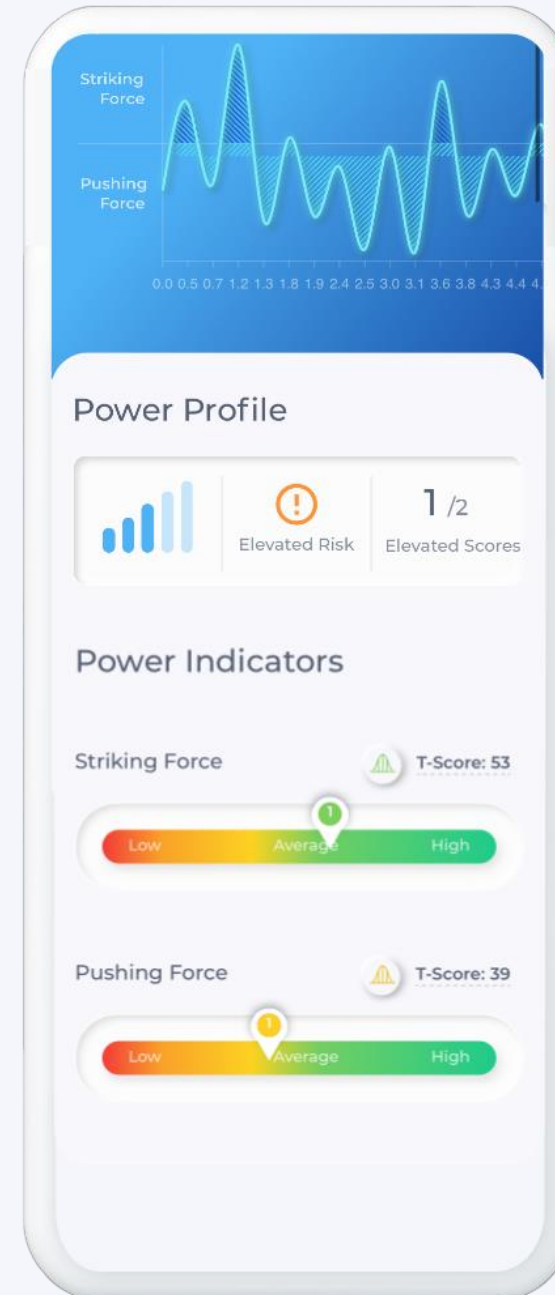 Striking
Force
Pushing
Force
0.0 0.5 0.7 1.2 1.3 1.8 1.9 2.4 2.5 3.0 3.1 3.6 3.8 4.3 4.4 4.
Power Profile
Elevated Risk
1 /2
Elevated Scores
Power Indicators
Striking Force
T-Score: 53
1
Low Average High
Pushing Force
T-Score: 39
1
Low Average High